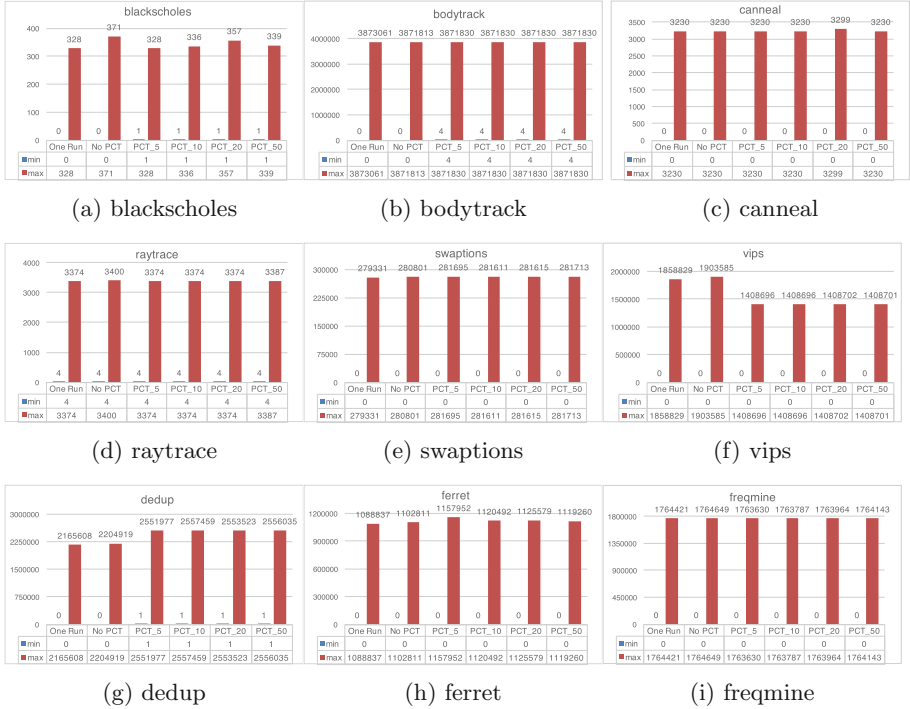 blackscholes
400
300
200
100
0
328 371 328 336 357 339
0 0 1 1 1 1
One Run No PCT PCT_5 PCT_10 PCT_20 PCT_50
min 0 0 1 1 1 1
max 328 371 328 336 357 339
(a) blackscholes
bodytrack
4000000
3000000
2000000
1000000
0
3873061 3871813 3871830 3871830 3871830 3871830
0 0 4 4 4 4
One Run No PCT PCT_5 PCT_10 PCT_20 PCT_50
min 0 0 4 4 4 4
max 3873061 3871813 3871830 3871830 3871830 3871830
(b) bodytrack
canneal
3500
3000
2500
2000
1500
1000
500
0
3230 3230 3230 3230 3299 3230
0 0 0 0 0 0
One Run No PCT PCT_5 PCT_10 PCT_20 PCT_50
min 0 0 0 0 0 0
max 3230 3230 3230 3230 3299 3230
(c) canneal
raytrace
4000
3000
2000
1000
0
3374 3400 3374 3374 3374 3387
4 4 4 4 4 4
One Run No PCT PCT_5 PCT_10 PCT_20 PCT_50
min 4 4 4 4 4 4
max 3374 3400 3374 3374 3374 3387
(d) raytrace
swaptions
300000
225000
150000
75000
0
279331 280801 281695 281611 281615 281713
0 0 0 0 0 0
One Run No PCT PCT_5 PCT_10 PCT_20 PCT_50
min 0 0 0 0 0 0
max 279331 280801 281695 281611 281615 281713
(e) swaptions
vips
2000000
1500000
1000000
500000
0
1858829 1903585 1408696 1408696 1408702 1408701
0 0 0 0 0 0
One Run No PCT PCT_5 PCT_10 PCT_20 PCT_50
min 0 0 0 0 0 0
max 1858829 1903585 1408696 1408696 1408702 1408701
(f) vips
dedup
3000000
2250000
1500000
750000
0
2165608 2204919 2551977 2557459 2553523 2556035
0 0 1 1 1 1
One Run No PCT PCT_5 PCT_10 PCT_20 PCT_50
min 0 0 1 1 1 1
max 2165608 2204919 2551977 2557459 2553523 2556035
(g) dedup
ferret
1200000
900000
600000
300000
0
1088837 1102811 1157952 1120492 1125579 1119260
0 0 0 0 0 0
One Run No PCT PCT_5 PCT_10 PCT_20 PCT_50
min 0 0 0 0 0 0
max 1088837 1102811 1157952 1120492 1125579 1119260
(h) ferret
freqmine
1800000
1350000
900000
450000
0
1764421 1764649 1763630 1763787 1763964 1764143
0 0 0 0 0 0
One Run No PCT PCT_5 PCT_10 PCT_20 PCT_50
min 0 0 0 0 0 0
max 1764421 1764649 1763630 1763787 1763964 1764143
(i) freqmine